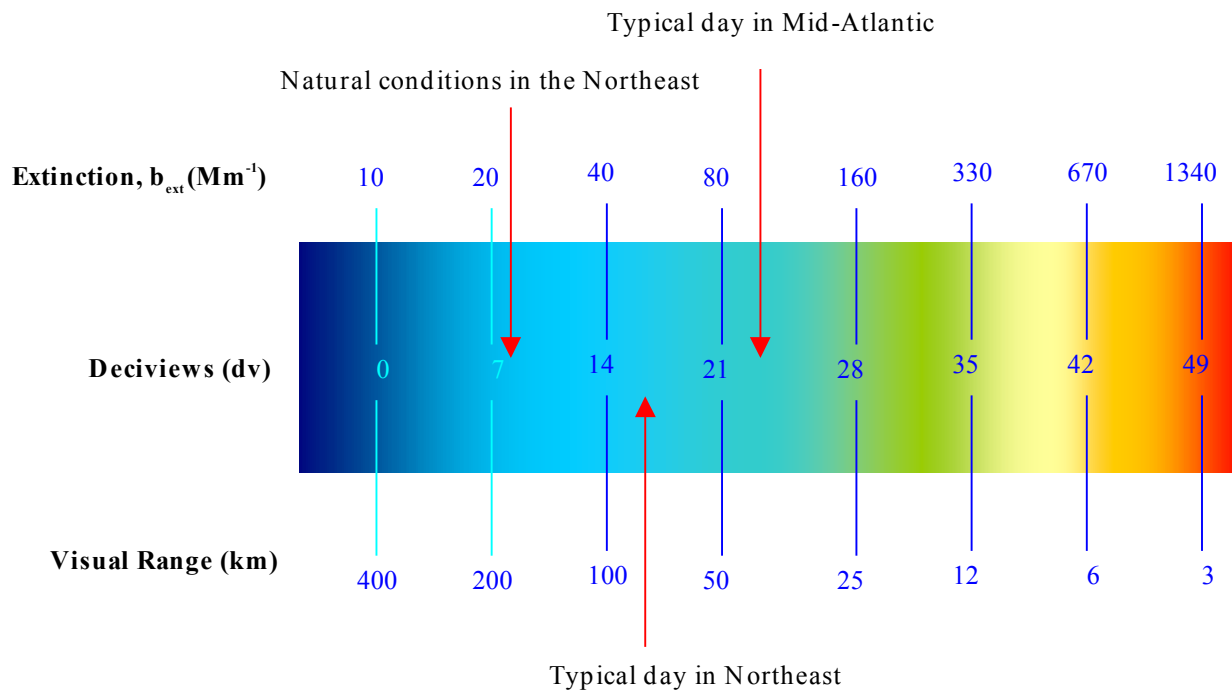 Typical day in Mid-Atlantic
Natural conditions in the Northeast
Extinction, b_ext (Mm⁻¹) 10 20 40 80 160 330 670 1340
Deciviews (dv) 0 7 14 21 28 35 42 49
Visual Range (km) 400 200 100 50 25 12 6 3
Typical day in Northeast